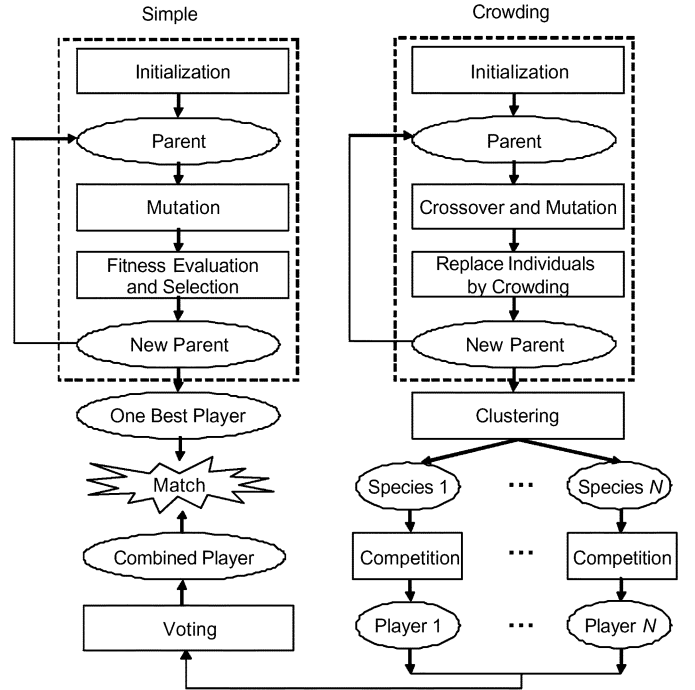 Simple
Initialization
Parent
Mutation
Fitness Evaluation
and Selection
New Parent
One Best Player
Match
Combined Player
Voting
Crowding
Initialization
Parent
Crossover and Mutation
Replace Individuals
by Crowding
New Parent
Clustering
Species 1 ... Species N
Competition ... Competition
Player 1 ... Player N